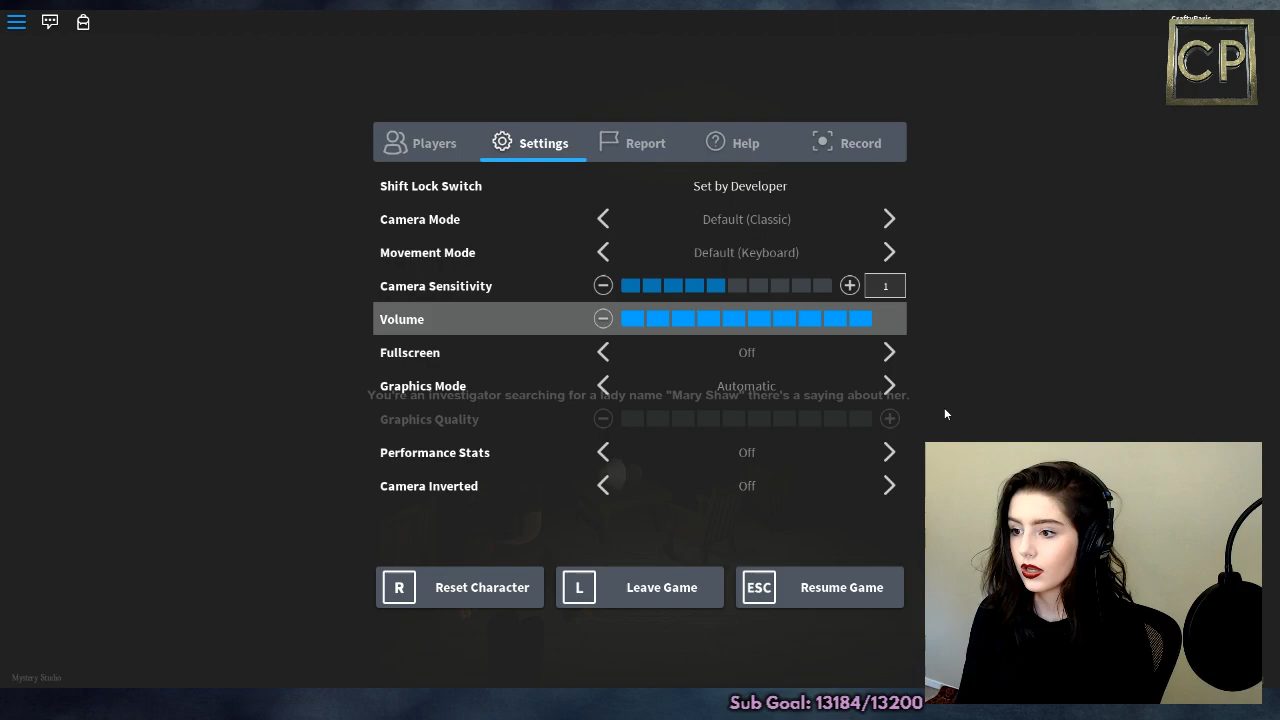 CraftyParis
CP
Players Settings Report Help Record
Shift Lock Switch Set by Developer
Camera Mode Default (Classic)
Movement Mode Default (Keyboard)
Camera Sensitivity 1
Volume
Fullscreen Off
Graphics Mode Automatic
You're an investigator searching for a lady name "Mary Shaw" there's a saying about her.
Graphics Quality
Performance Stats Off
Camera Inverted Off
R Reset Character L Leave Game ESC Resume Game
Mystery Studio
Sub Goal: 13184/13200